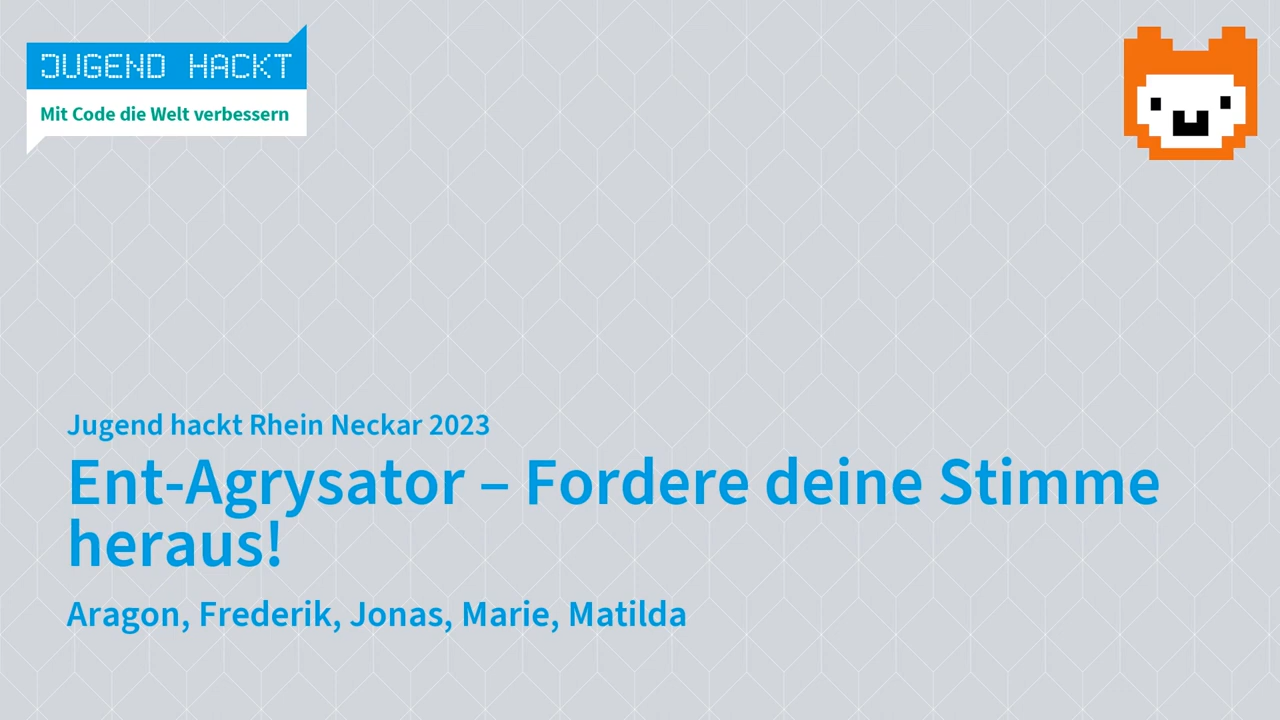 JUGEND HACKT
Mit Code die Welt verbessern
Jugend hackt Rhein Neckar 2023
Ent-Agrysator – Fordere deine Stimme
heraus!
Aragon, Frederik, Jonas, Marie, Matilda